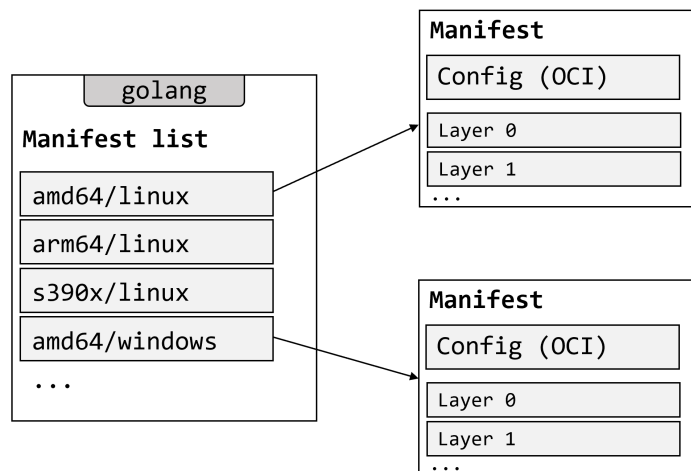 golang
Manifest list
amd64/linux
arm64/linux
s390x/linux
amd64/windows
...
Manifest
Config (OCI)
Layer 0
Layer 1
...
Manifest
Config (OCI)
Layer 0
Layer 1
...